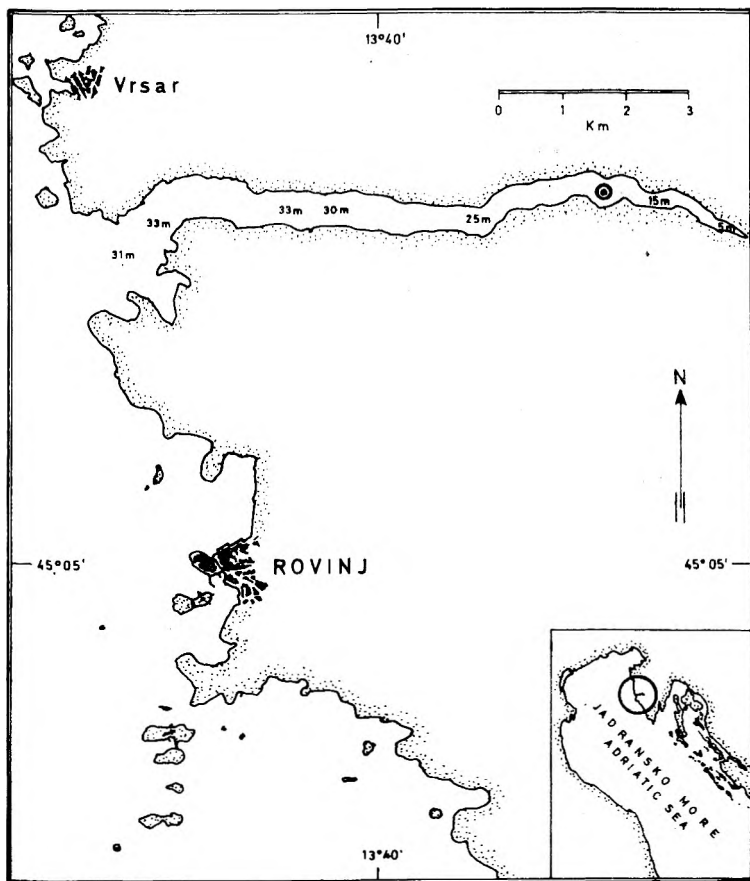 13°40'
Vrsar
0 1 2 3
Km
33m 33m 30m 25m 15m 5m
31m
N
45°05' ROVINJ 45°05'
JADRANSKO MORE
ADRIATIC SEA
13°40'